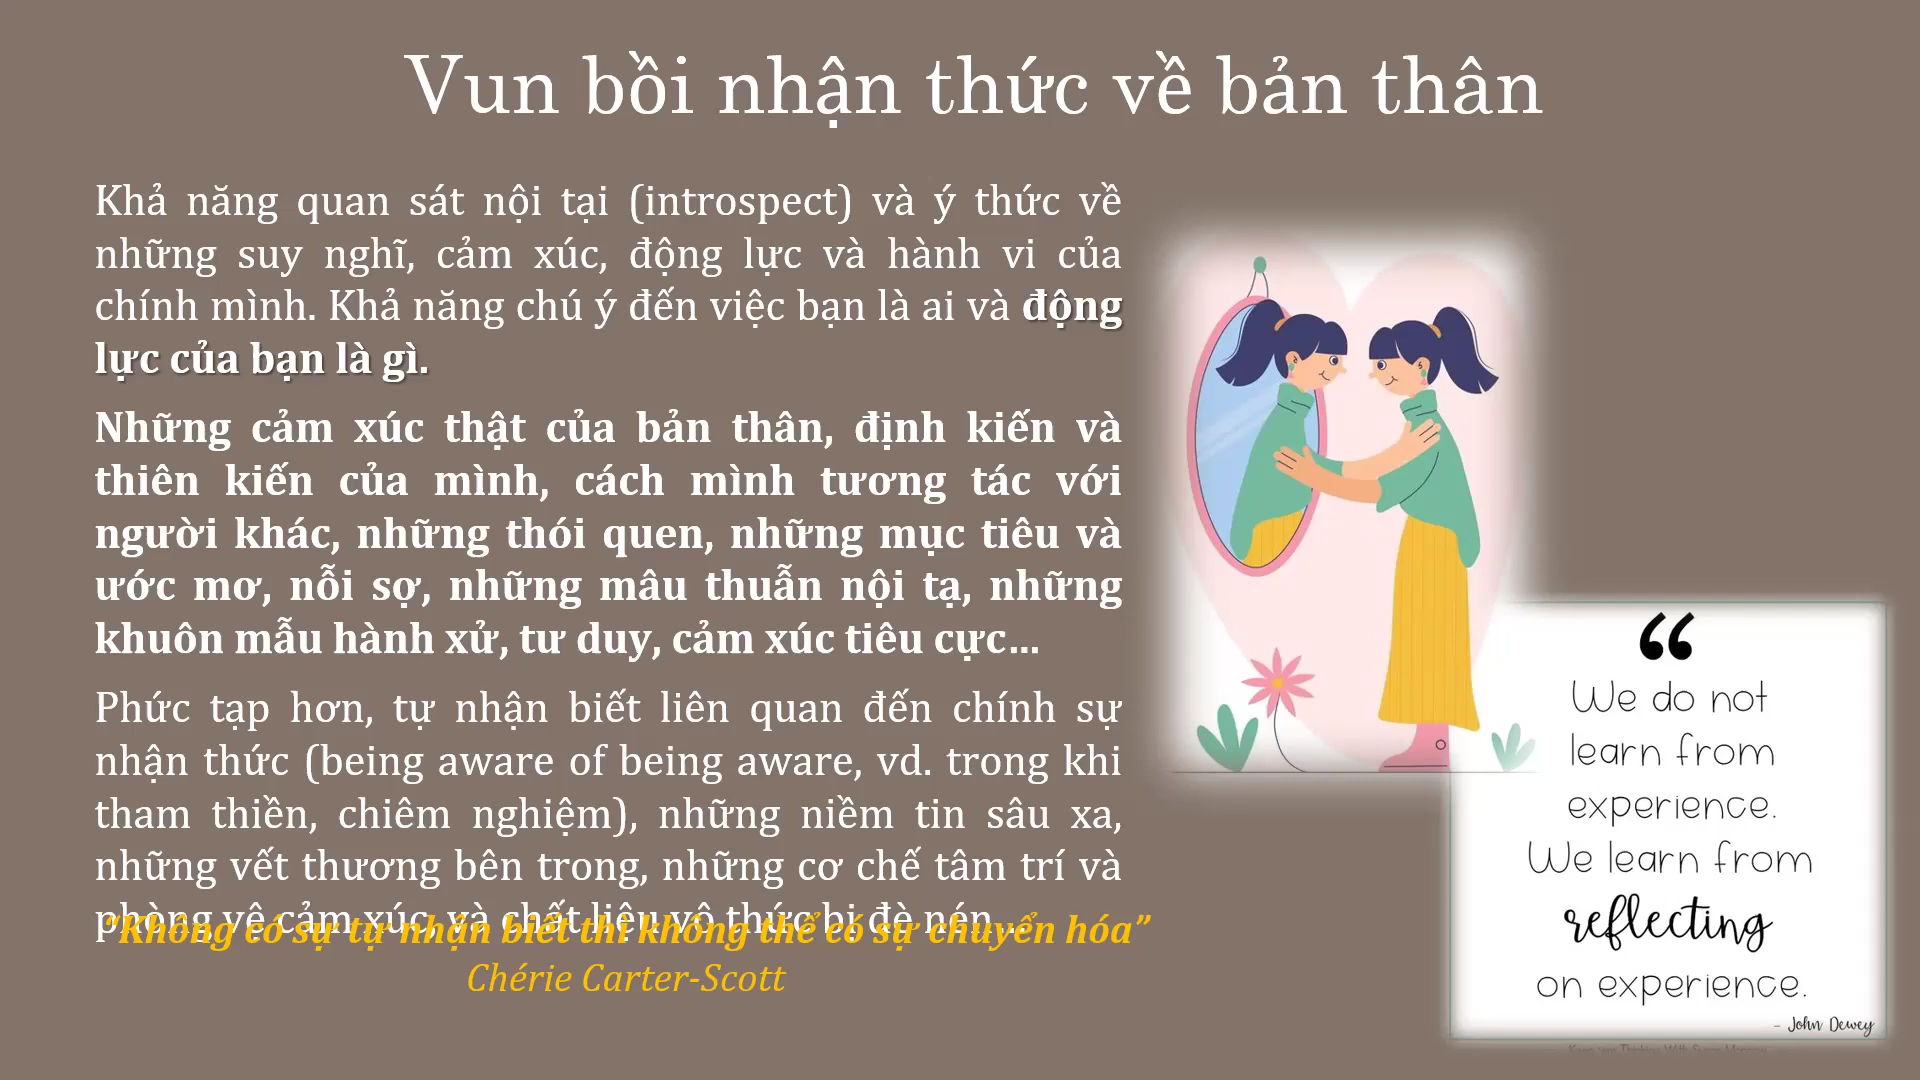 Vun bồi nhận thức về bản thân
Khả năng quan sát nội tại (introspect) và ý thức về
những suy nghĩ, cảm xúc, động lực và hành vi của
chính mình. Khả năng chú ý đến việc bạn là ai và động
lực của bạn là gì.
Những cảm xúc thật của bản thân, định kiến và
thiên kiến của mình, cách mình tương tác với
người khác, những thói quen, những mục tiêu và
ước mơ, nỗi sợ, những mâu thuẫn nội tạ, những
khuôn mẫu hành xử, tư duy, cảm xúc tiêu cực...
Phức tạp hơn, tự nhận biết liên quan đến chính sự
nhận thức (being aware of being aware, vd. trong khi
tham thiền, chiêm nghiệm), những niềm tin sâu xa,
những vết thương bên trong, những cơ chế tâm trí và
phòng vệ cảm xúc, và chất liệu vô thức bị đè nén...
“Không có sự tự nhận biết thì không thể có sự chuyển hóa”
Chérie Carter-Scott
“
We do not
learn from
experience.
We learn from
reflecting
on experience.
- John Dewey